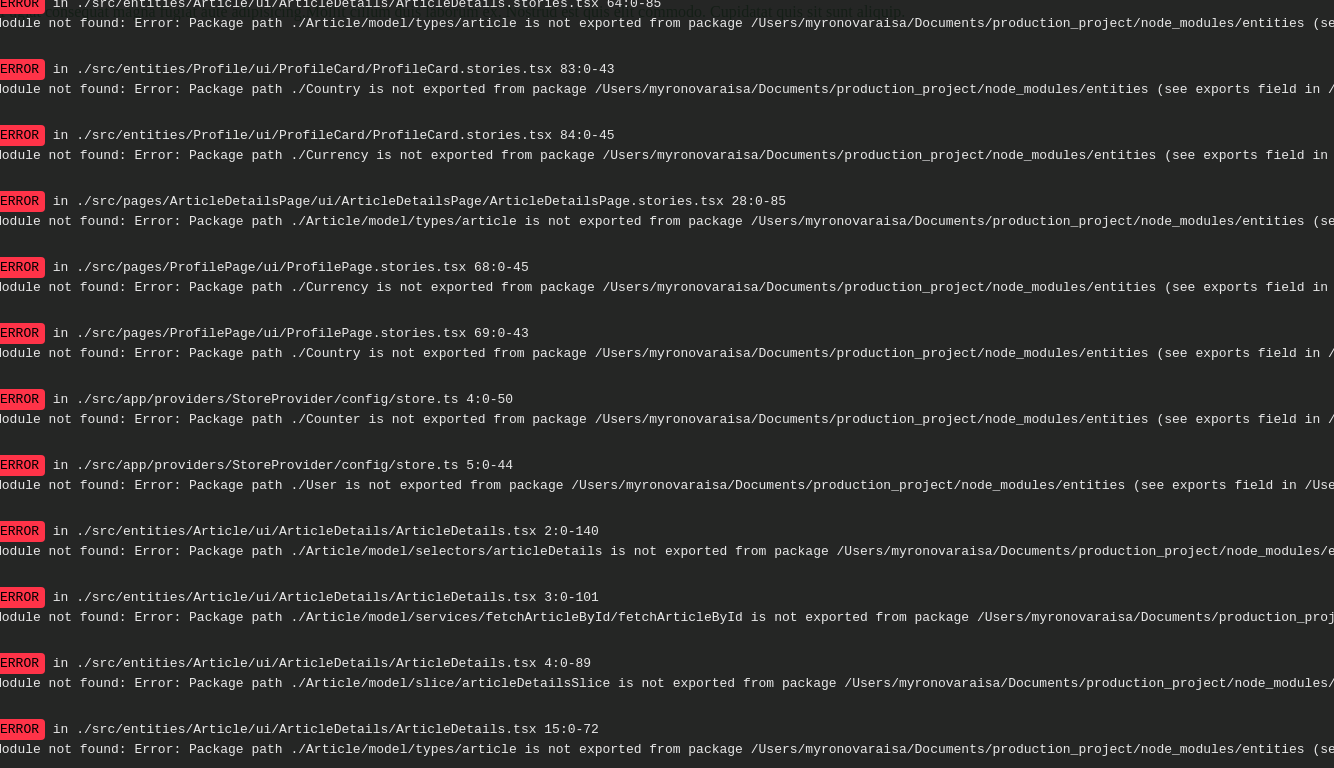 ERROR in ./src/entities/Article/ui/ArticleDetails/ArticleDetails.stories.tsx 64:0-85
Module not found: Error: Package path ./Article/model/types/article is not exported from package /Users/myronovaraisa/Documents/production_project/node_modules/entities (se
ERROR in ./src/entities/Profile/ui/ProfileCard/ProfileCard.stories.tsx 83:0-43
Module not found: Error: Package path ./Country is not exported from package /Users/myronovaraisa/Documents/production_project/node_modules/entities (see exports field in /
ERROR in ./src/entities/Profile/ui/ProfileCard/ProfileCard.stories.tsx 84:0-45
Module not found: Error: Package path ./Currency is not exported from package /Users/myronovaraisa/Documents/production_project/node_modules/entities (see exports field in
ERROR in ./src/pages/ArticleDetailsPage/ui/ArticleDetailsPage/ArticleDetailsPage.stories.tsx 28:0-85
Module not found: Error: Package path ./Article/model/types/article is not exported from package /Users/myronovaraisa/Documents/production_project/node_modules/entities (se
ERROR in ./src/pages/ProfilePage/ui/ProfilePage.stories.tsx 68:0-45
Module not found: Error: Package path ./Currency is not exported from package /Users/myronovaraisa/Documents/production_project/node_modules/entities (see exports field in
ERROR in ./src/pages/ProfilePage/ui/ProfilePage.stories.tsx 69:0-43
Module not found: Error: Package path ./Country is not exported from package /Users/myronovaraisa/Documents/production_project/node_modules/entities (see exports field in /
ERROR in ./src/app/providers/StoreProvider/config/store.ts 4:0-50
Module not found: Error: Package path ./Counter is not exported from package /Users/myronovaraisa/Documents/production_project/node_modules/entities (see exports field in /
ERROR in ./src/app/providers/StoreProvider/config/store.ts 5:0-44
Module not found: Error: Package path ./User is not exported from package /Users/myronovaraisa/Documents/production_project/node_modules/entities (see exports field in /Use
ERROR in ./src/entities/Article/ui/ArticleDetails/ArticleDetails.tsx 2:0-140
Module not found: Error: Package path ./Article/model/selectors/articleDetails is not exported from package /Users/myronovaraisa/Documents/production_project/node_modules/e
ERROR in ./src/entities/Article/ui/ArticleDetails/ArticleDetails.tsx 3:0-101
Module not found: Error: Package path ./Article/model/services/fetchArticleById/fetchArticleById is not exported from package /Users/myronovaraisa/Documents/production_proj
ERROR in ./src/entities/Article/ui/ArticleDetails/ArticleDetails.tsx 4:0-89
Module not found: Error: Package path ./Article/model/slice/articleDetailsSlice is not exported from package /Users/myronovaraisa/Documents/production_project/node_modules/
ERROR in ./src/entities/Article/ui/ArticleDetails/ArticleDetails.tsx 15:0-72
Module not found: Error: Package path ./Article/model/types/article is not exported from package /Users/myronovaraisa/Documents/production_project/node_modules/entities (se